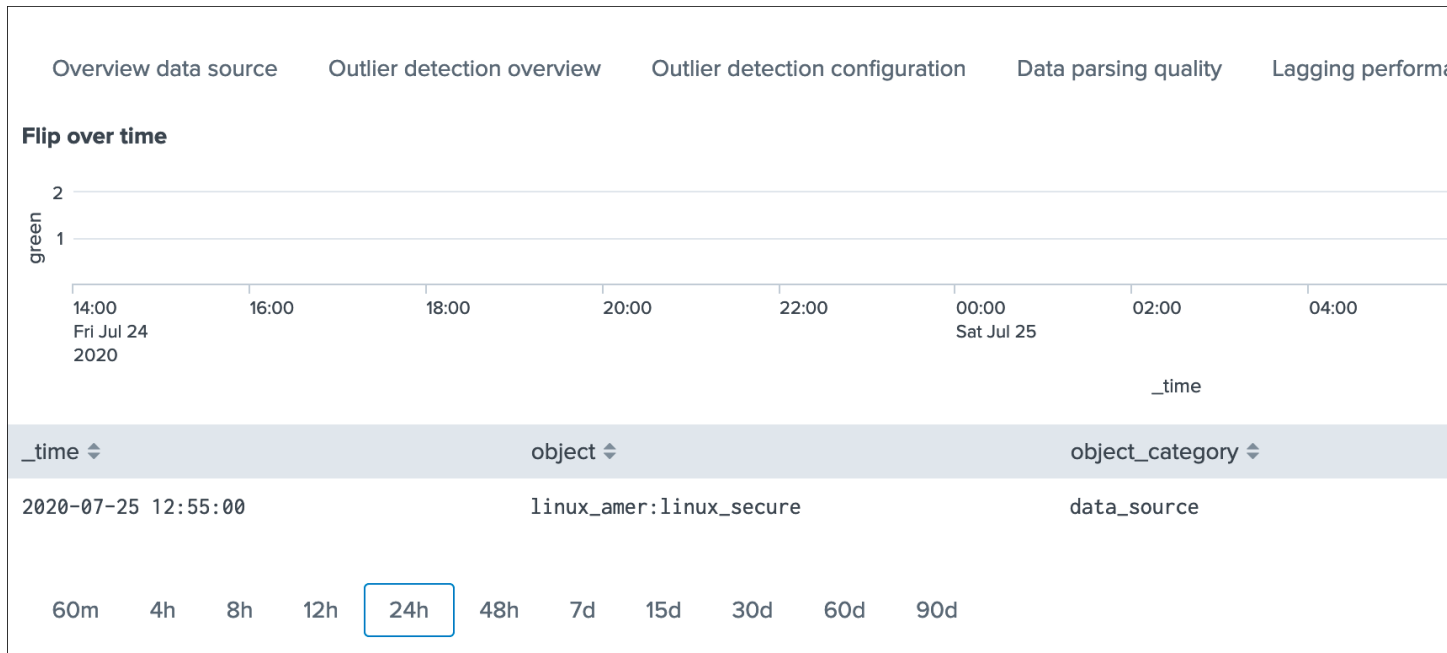 Overview data source Outlier detection overview Outlier detection configuration Data parsing quality Lagging performa
Flip over time
2
green
1
14:00 16:00 18:00 20:00 22:00 00:00 02:00 04:00
Fri Jul 24 Sat Jul 25
2020
_time
_time object object_category
2020-07-25 12:55:00 linux_amer:linux_secure data_source
60m 4h 8h 12h 24h 48h 7d 15d 30d 60d 90d